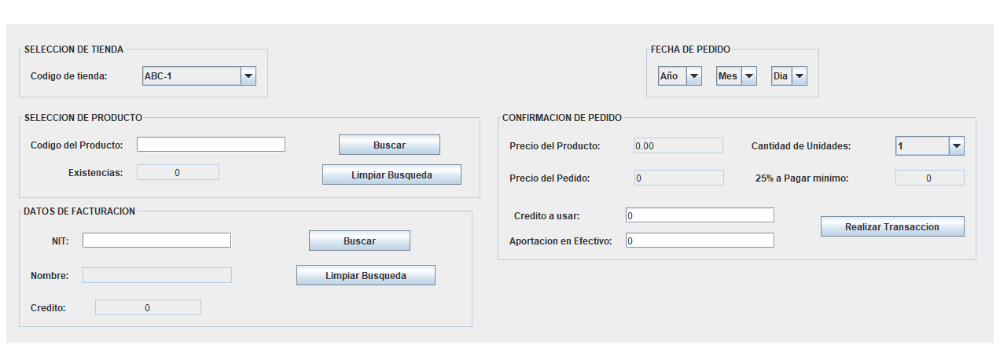 SELECCION DE TIENDA
Codigo de tienda: ABC-1
FECHA DE PEDIDO
Año Mes Dia
SELECCION DE PRODUCTO
Codigo del Producto: Buscar
Existencias: 0 Limpiar Busqueda
DATOS DE FACTURACION
NIT: Buscar
Nombre: Limpiar Busqueda
Credito: 0
CONFIRMACION DE PEDIDO
Precio del Producto: 0.00 Cantidad de Unidades: 1
Precio del Pedido: 0 25% a Pagar minimo: 0
Credito a usar: 0
Realizar Transaccion
Aportacion en Efectivo: 0